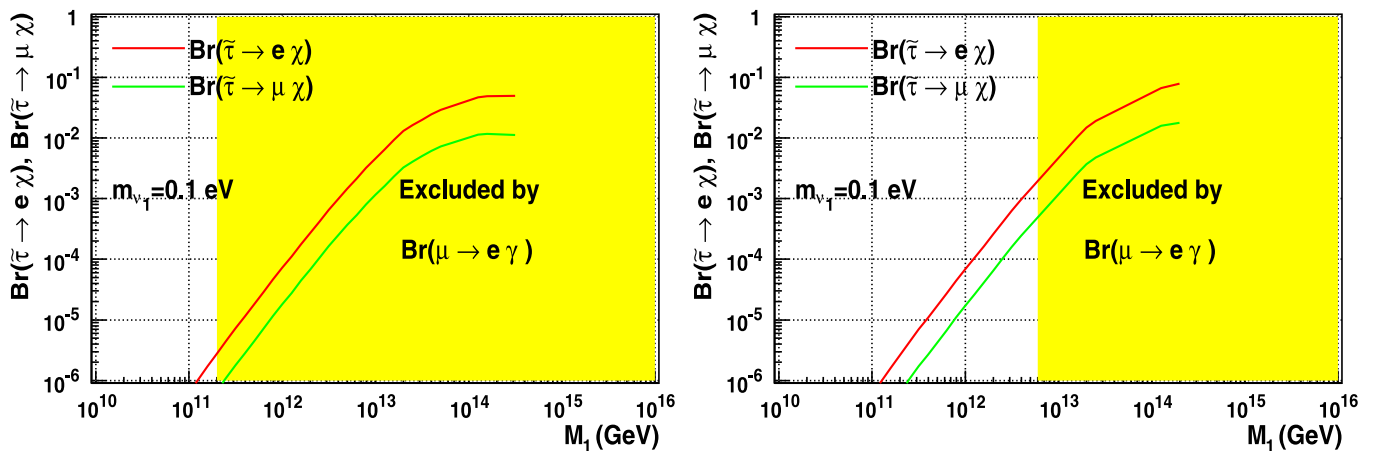 Br(τ̃ → e χ), Br(τ̃ → μ χ)
1
10⁻¹
10⁻²
10⁻³
10⁻⁴
10⁻⁵
10⁻⁶
Br(τ̃ → e χ)
Br(τ̃ → μ χ)
m_ν₁=0.1 eV
Excluded by
Br(μ → e γ )
10¹⁰ 10¹¹ 10¹² 10¹³ 10¹⁴ 10¹⁵ 10¹⁶
M₁ (GeV)
Br(τ̃ → e χ), Br(τ̃ → μ χ)
1
10⁻¹
10⁻²
10⁻³
10⁻⁴
10⁻⁵
10⁻⁶
Br(τ̃ → e χ)
Br(τ̃ → μ χ)
m_ν₁=0.1 eV
Excluded by
Br(μ → e γ )
10¹⁰ 10¹¹ 10¹² 10¹³ 10¹⁴ 10¹⁵ 10¹⁶
M₁ (GeV)